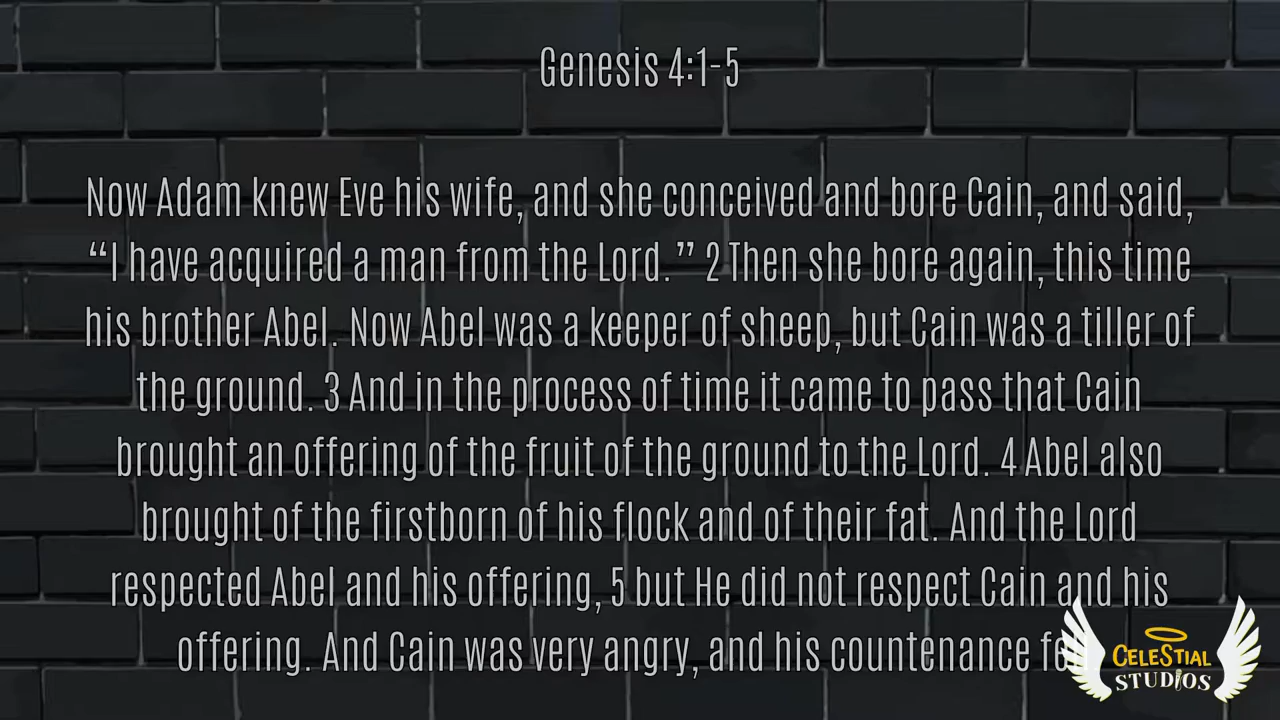 Genesis 4:1-5
Now Adam knew Eve his wife, and she conceived and bore Cain, and said,
“I have acquired a man from the Lord.” 2 Then she bore again, this time
his brother Abel. Now Abel was a keeper of sheep, but Cain was a tiller of
the ground. 3 And in the process of time it came to pass that Cain
brought an offering of the fruit of the ground to the Lord. 4 Abel also
brought of the firstborn of his flock and of their fat. And the Lord
respected Abel and his offering, 5 but He did not respect Cain and his
offering. And Cain was very angry, and his countenance fell.
CELESTIAL
STUDIOS